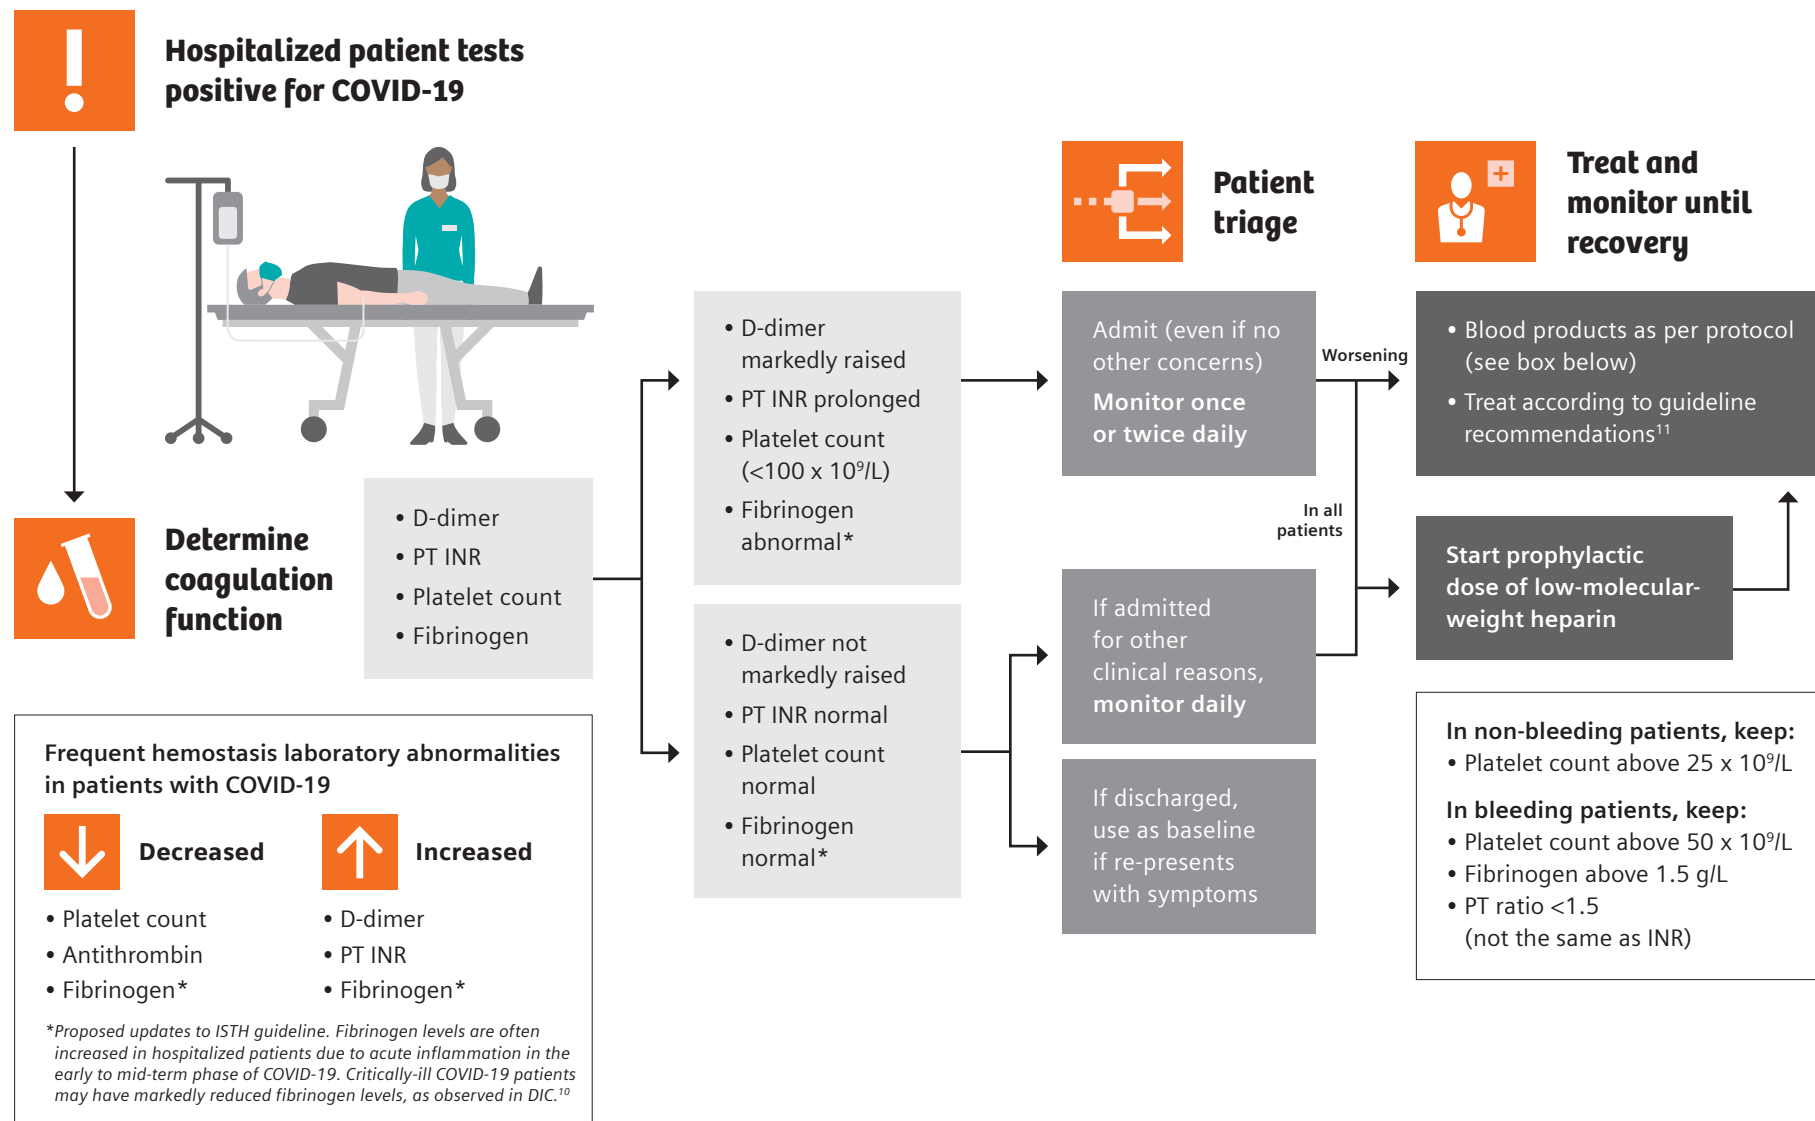 Hospitalized patient tests
positive for COVID-19
Determine
coagulation
function
• D-dimer
• PT INR
• Platelet count
• Fibrinogen
• D-dimer
markedly raised
• PT INR prolonged
• Platelet count
(<100 x 10⁹/L)
• Fibrinogen
abnormal*
• D-dimer not
markedly raised
• PT INR normal
• Platelet count
normal
• Fibrinogen
normal*
Patient
triage
Admit (even if no
other concerns)
Monitor once
or twice daily
Worsening
In all
patients
If admitted
for other
clinical reasons,
monitor daily
If discharged,
use as baseline
if re-presents
with symptoms
Treat and
monitor until
recovery
• Blood products as per protocol
(see box below)
• Treat according to guideline
recommendations¹¹
Start prophylactic
dose of low-molecular-
weight heparin
In non-bleeding patients, keep:
• Platelet count above 25 x 10⁹/L
In bleeding patients, keep:
• Platelet count above 50 x 10⁹/L
• Fibrinogen above 1.5 g/L
• PT ratio <1.5
(not the same as INR)
Frequent hemostasis laboratory abnormalities
in patients with COVID-19
Decreased
• Platelet count
• Antithrombin
• Fibrinogen*
Increased
• D-dimer
• PT INR
• Fibrinogen*
*Proposed updates to ISTH guideline. Fibrinogen levels are often
increased in hospitalized patients due to acute inflammation in the
early to mid-term phase of COVID-19. Critically-ill COVID-19 patients
may have markedly reduced fibrinogen levels, as observed in DIC.¹⁰